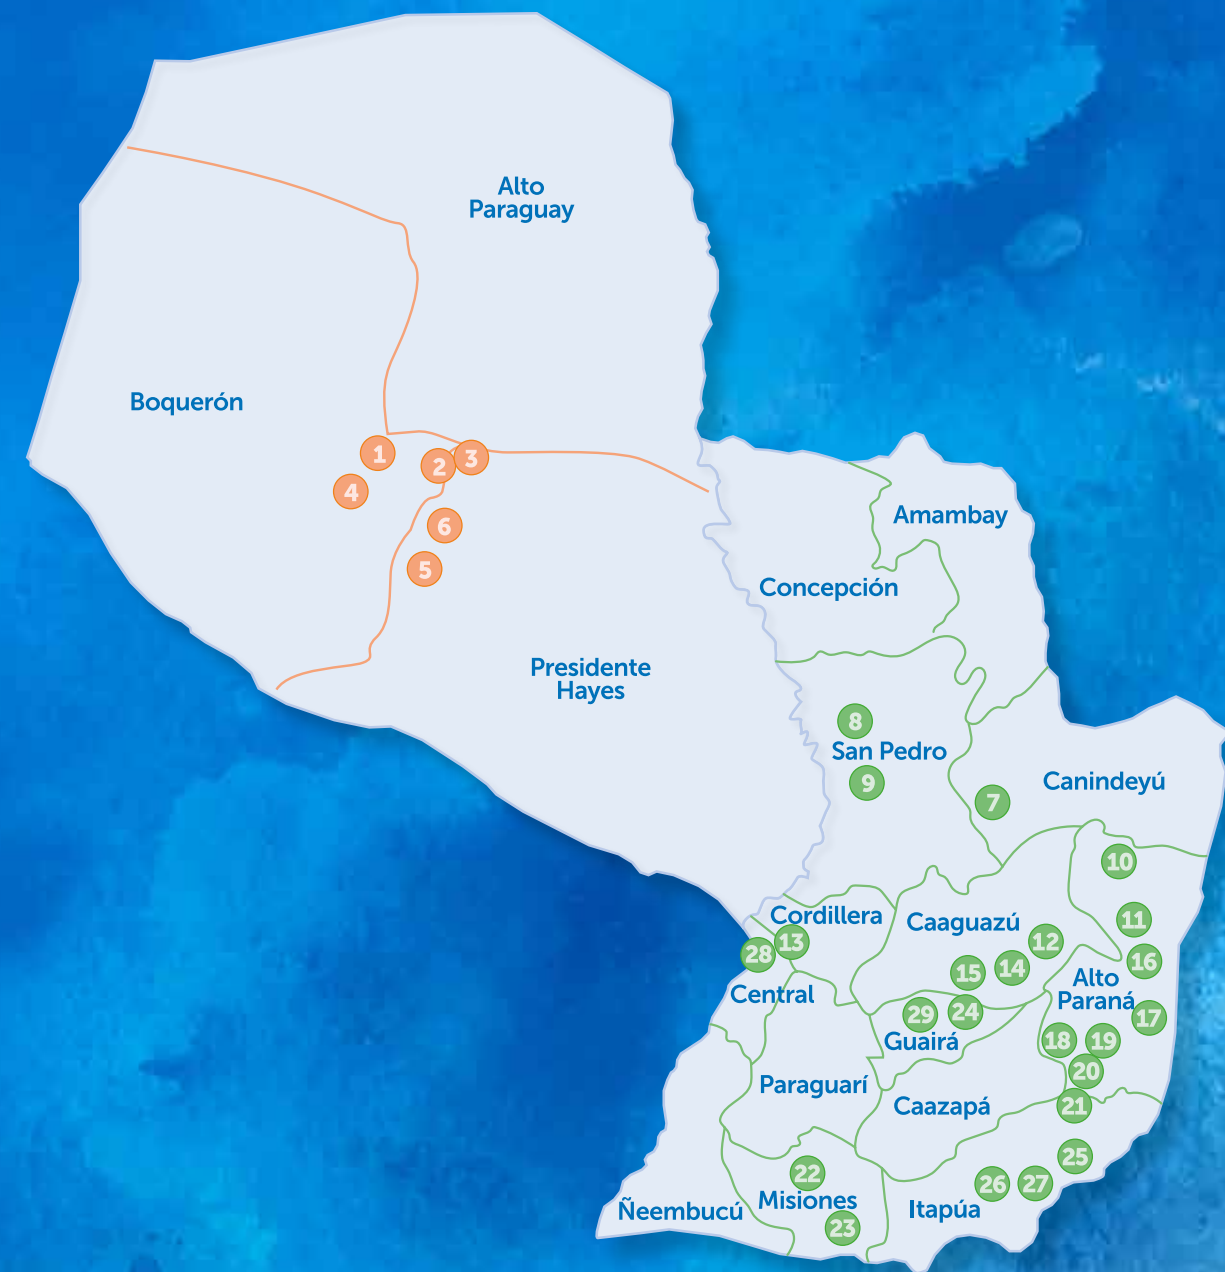 Alto
Paraguay
Boquerón
1
2
3
4
6
5
Amambay
Concepción
Presidente
Hayes
8
San Pedro
9
7
Canindeyú
10
Cordillera
Caaguazú
11
13
12
28
16
15
14
Alto
Paraná
Central
29
24
17
Guairá
18
19
20
Paraguarí
Caazapá
21
25
22
26
27
Misiones
Ñeembucú
Itapúa
23